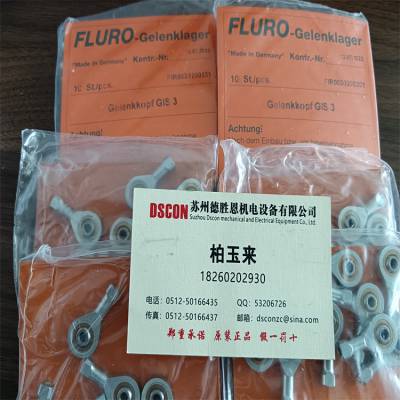 FLURO-Gelenklager
"Made in Germany" Kontr.-Nr.
10 St./pcs.
Gelenkkopf GIS 3
Achtung!
FLURO-Gelenklager
"Made in Germany" Kontr.-Nr.
10 St./pcs.
Gelenkkopf GIS 3
Achtung!
DSCON 苏州德胜恩机电设备有限公司
Suzhou Dscon mechanical and Electrical Equipment Co., Ltd.
柏玉来
18260202930
电话：0512-50166435 QQ：53206726
传真：0512-50166437 邮箱：dsconzc@sina.com
郑重承诺 原装正品 假一罚十